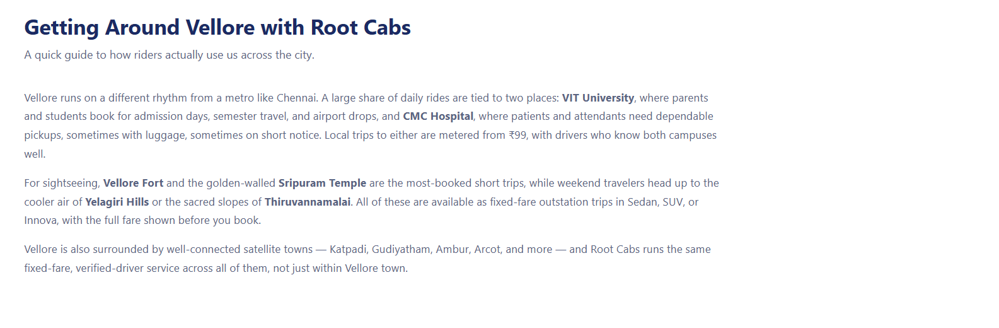 Getting Around Vellore with Root Cabs
A quick guide to how riders actually use us across the city.
Vellore runs on a different rhythm from a metro like Chennai. A large share of daily rides are tied to two places: VIT University, where parents
and students book for admission days, semester travel, and airport drops, and CMC Hospital, where patients and attendants need dependable
pickups, sometimes with luggage, sometimes on short notice. Local trips to either are metered from ₹99, with drivers who know both campuses
well.
For sightseeing, Vellore Fort and the golden-walled Sripuram Temple are the most-booked short trips, while weekend travelers head up to the
cooler air of Yelagiri Hills or the sacred slopes of Thiruvannamalai. All of these are available as fixed-fare outstation trips in Sedan, SUV, or
Innova, with the full fare shown before you book.
Vellore is also surrounded by well-connected satellite towns — Katpadi, Gudiyatham, Ambur, Arcot, and more — and Root Cabs runs the same
fixed-fare, verified-driver service across all of them, not just within Vellore town.